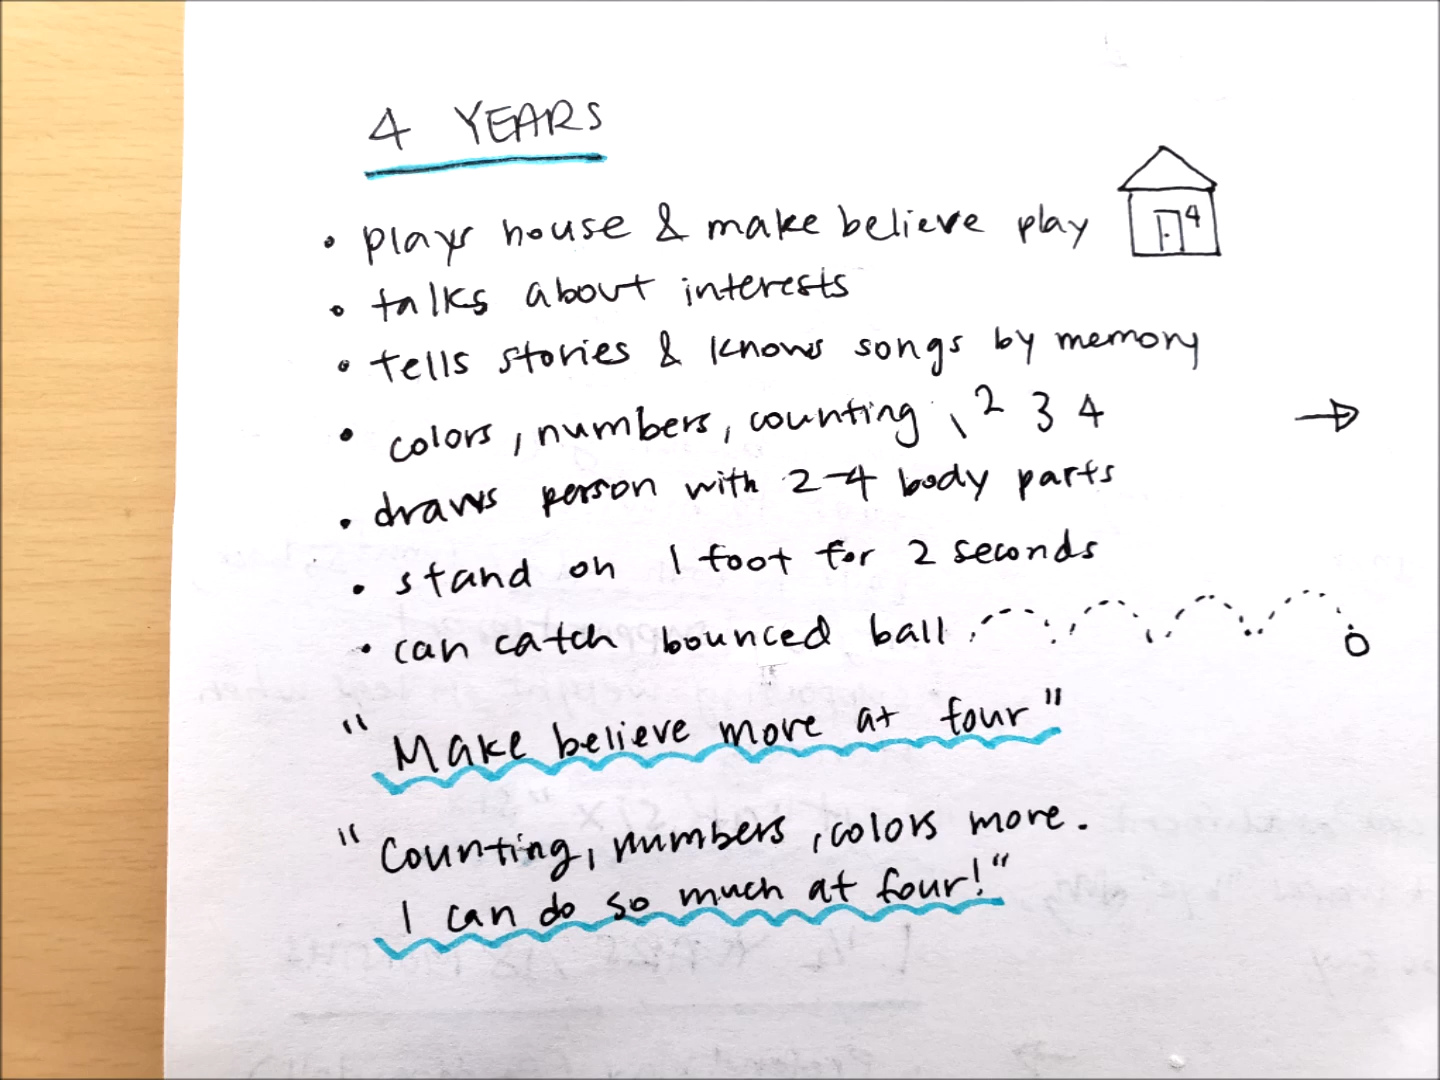 4 YEARS
• plays house & make believe play
4
• talks about interests
• tells stories & knows songs by memory
• colors, numbers, counting 1 2 3 4 →
• draws person with 2-4 body parts
• stand on 1 foot for 2 seconds
• can catch bounced ball
"Make believe more at four"
"Counting, numbers, colors more.
I can do so much at four!"